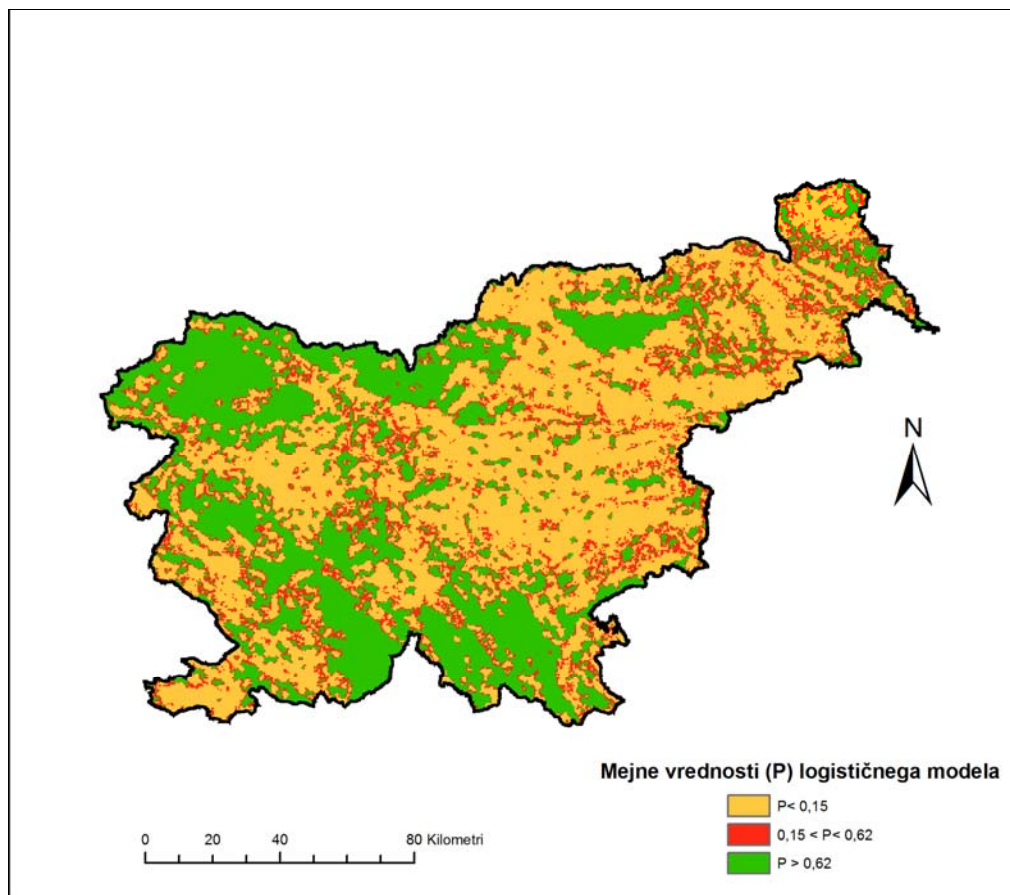 N
Mejne vrednosti (P) logističnega modela
P< 0,15
0,15 < P< 0,62
P > 0,62
0 20 40 80 Kilometri